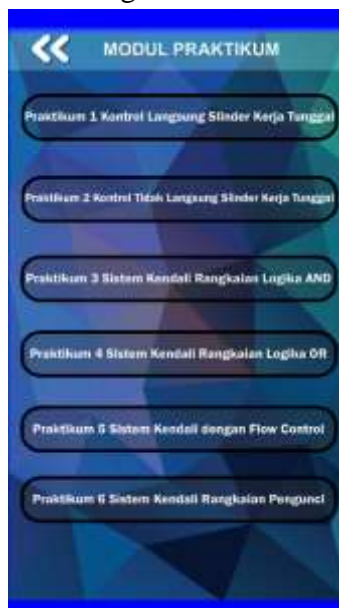 MODUL PRAKTIKUM
Praktikum 1 Kontrol Langsung Slinder Kerja Tunggal
Praktikum 2 Kontrol Tidak Langsung Slinder Kerja Tunggal
Praktikum 3 Sistem Kendali Rangkaian Logika AND
Praktikum 4 Sistem Kendali Rangkaian Logika OR
Praktikum 5 Sistem Kendali dengan Flow Control
Praktikum 6 Sistem Kendali Rangkaian Pengunci